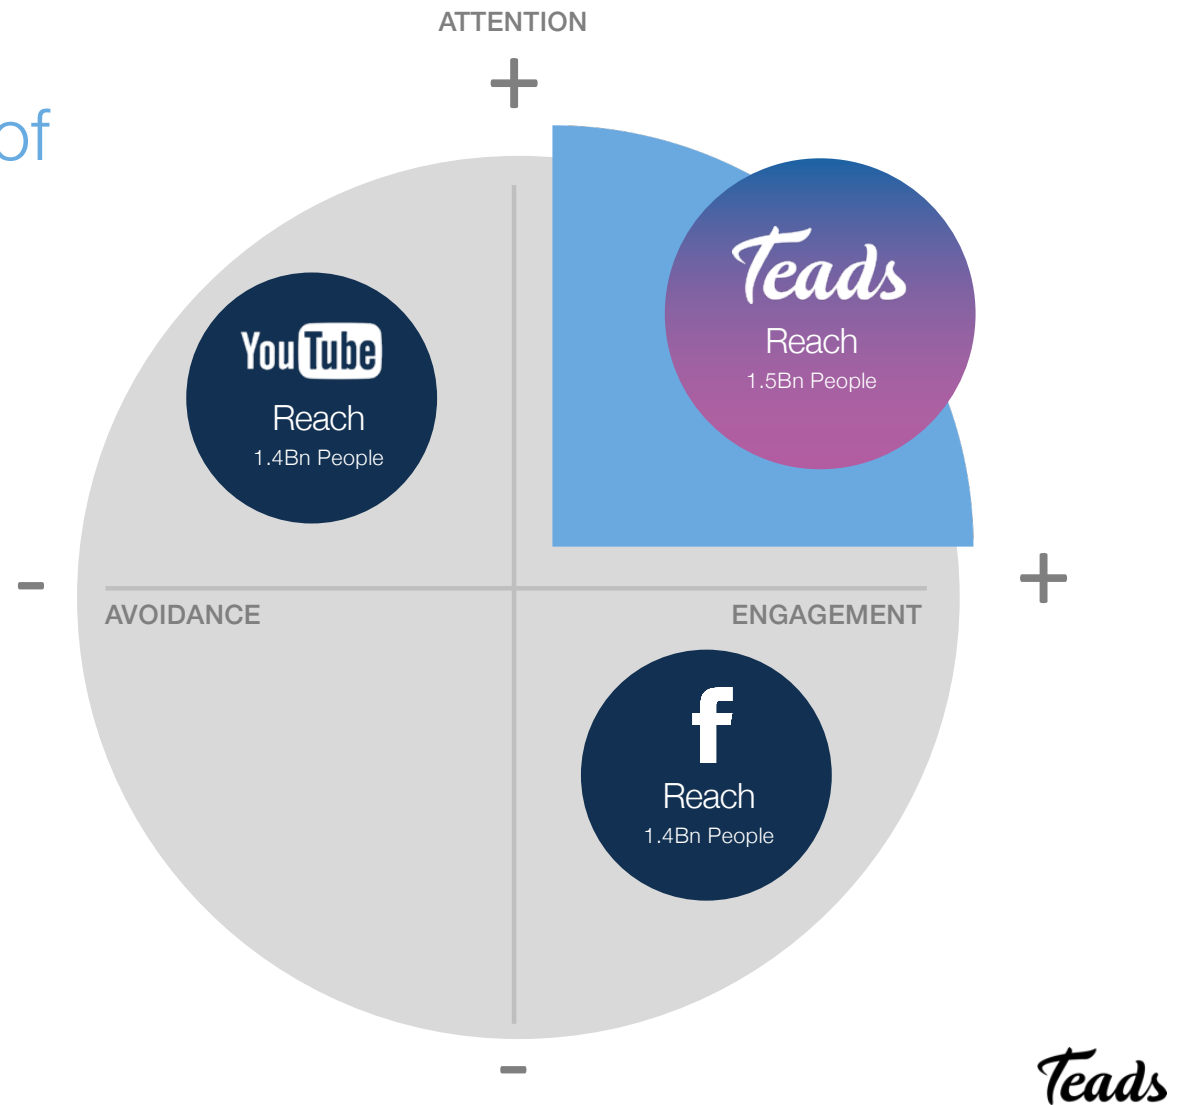 ATTENTION
+
of
Teads
Reach
1.5Bn People
YouTube
Reach
1.4Bn People
- +
AVOIDANCE ENGAGEMENT
f
Reach
1.4Bn People
-
Teads